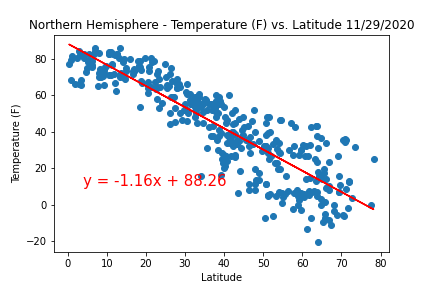 Northern Hemisphere - Temperature (F) vs. Latitude 11/29/2020
Temperature (F)
80
60
40
20
0
−20
y = -1.16x + 88.26
0 10 20 30 40 50 60 70 80
Latitude